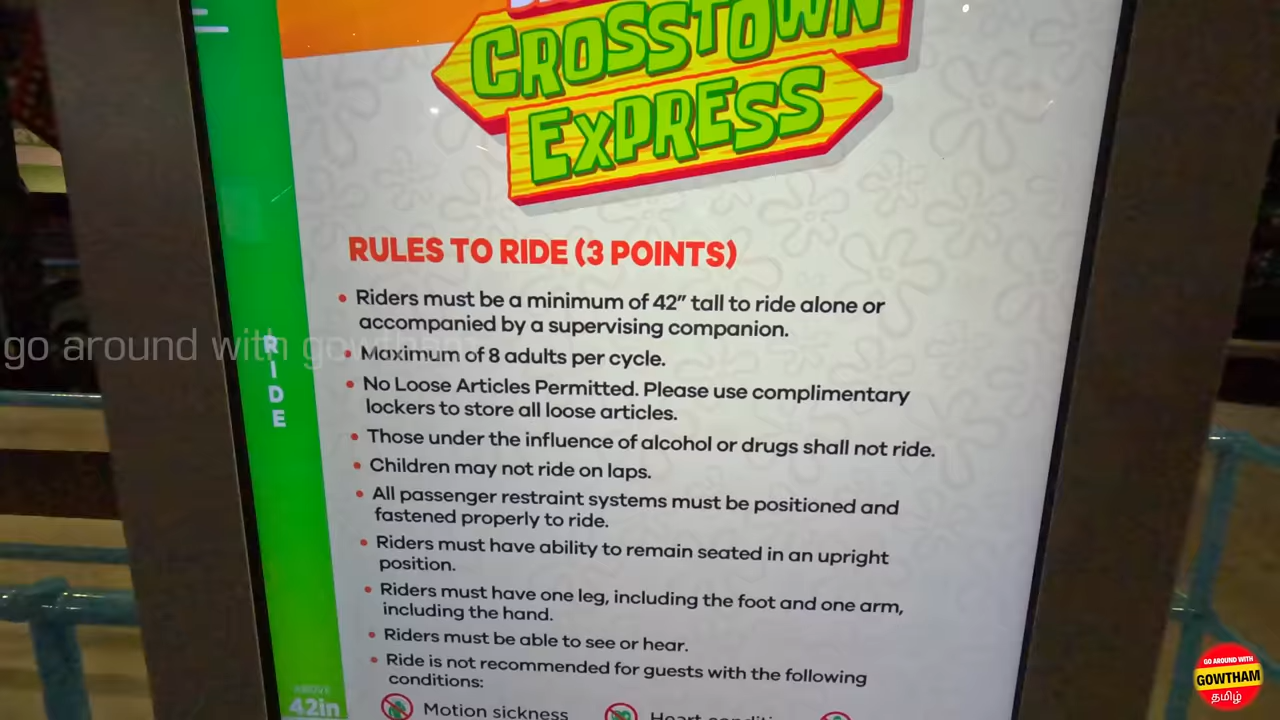 CROSSTOWN
EXPRESS
RULES TO RIDE (3 POINTS)
• Riders must be a minimum of 42" tall to ride alone or
accompanied by a supervising companion.
• Maximum of 8 adults per cycle.
• No Loose Articles Permitted. Please use complimentary
lockers to store all loose articles.
• Those under the influence of alcohol or drugs shall not ride.
• Children may not ride on laps.
• All passenger restraint systems must be positioned and
fastened properly to ride.
• Riders must have ability to remain seated in an upright
position.
• Riders must have one leg, including the foot and one arm,
including the hand.
• Riders must be able to see or hear.
• Ride is not recommended for guests with the following
conditions:
Motion sickness
Heart
RIDE
ABOVE
42in
go around with gowtham
GO AROUND WITH
GOWTHAM
தமிழ்